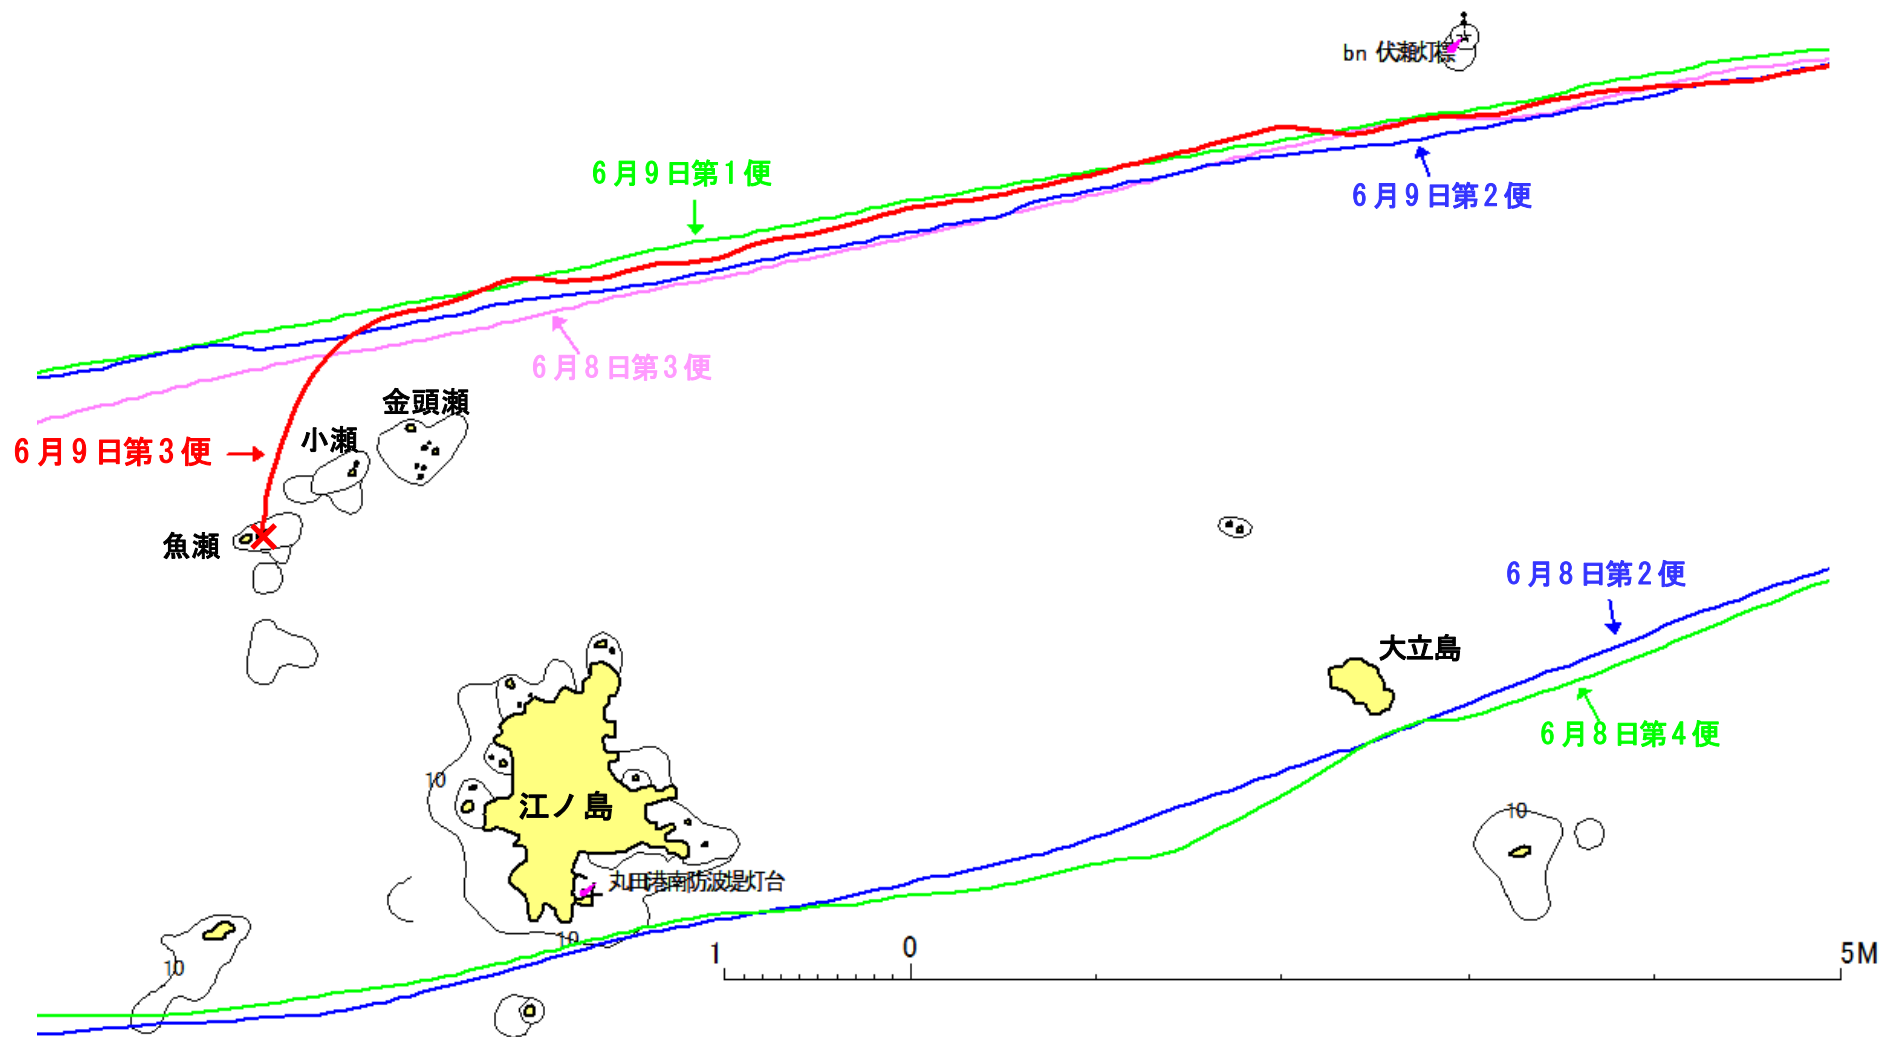 bn 伏瀬灯標
6月9日第1便
6月9日第2便
6月8日第3便
金頭瀬
小瀬
6月9日第3便
魚瀬
6月8日第2便
大立島
6月8日第4便
10
江ノ島
10
丸田港南防波堤灯台
10
10
1
0
5M